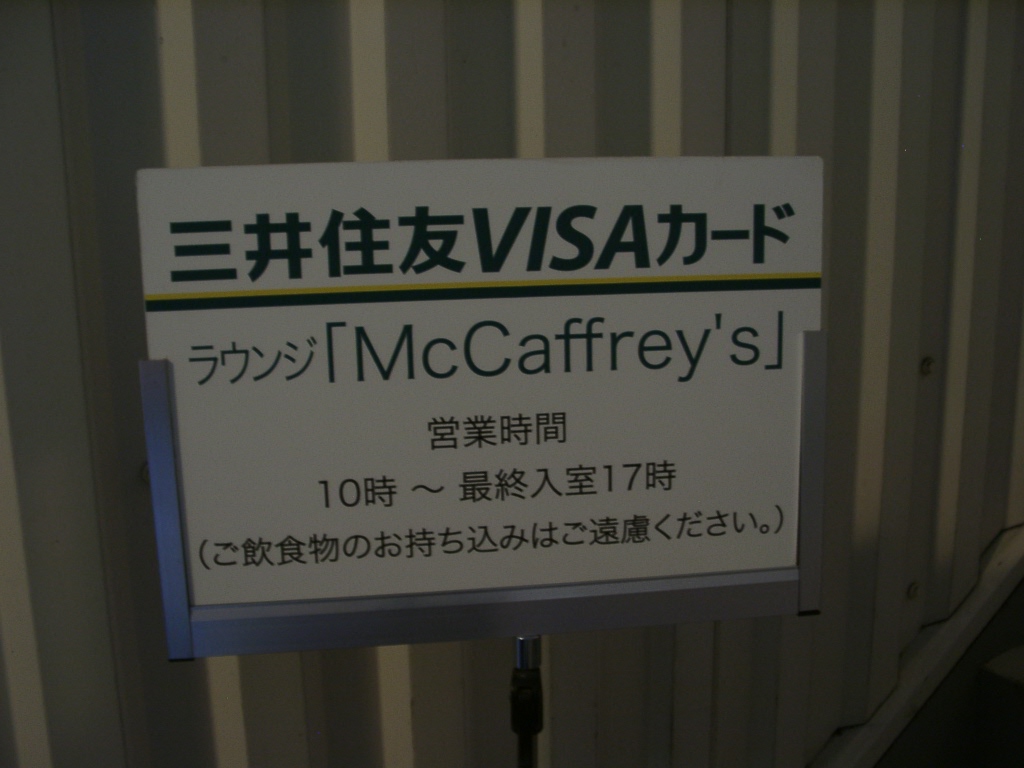 三井住友VISAカード
ラウンジ「McCaffrey's」
営業時間
10時 〜 最終入室17時
（ご飲食物のお持ち込みはご遠慮ください。）